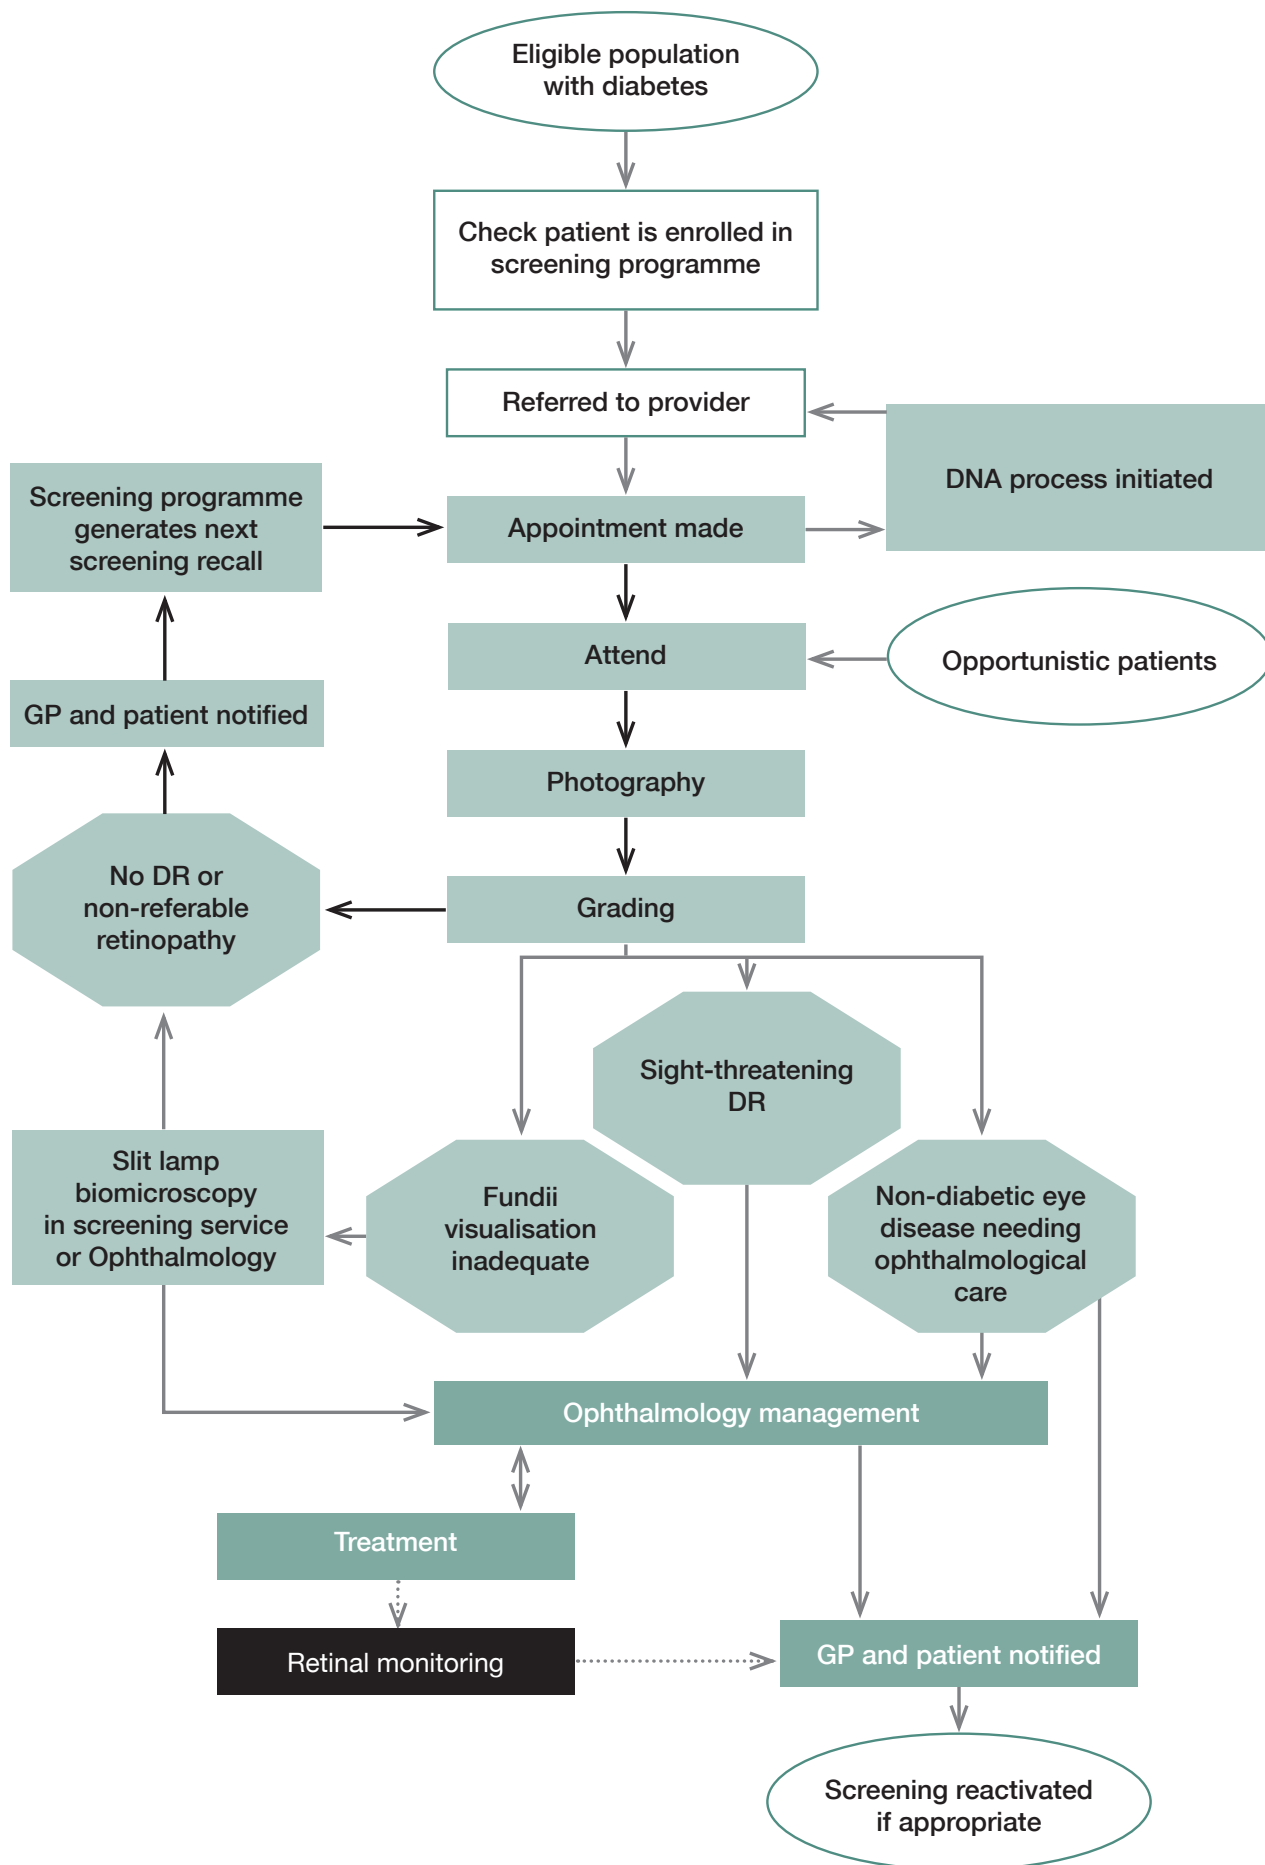 Eligible population
with diabetes
Check patient is enrolled in
screening programme
Referred to provider
DNA process initiated
Screening programme
generates next
screening recall
Appointment made
Attend
Opportunistic patients
GP and patient notified
Photography
No DR or
non-referable
retinopathy
Grading
Sight-threatening
DR
Slit lamp
biomicroscopy
in screening service
or Ophthalmology
Fundii
visualisation
inadequate
Non-diabetic eye
disease needing
ophthalmological
care
Ophthalmology management
Treatment
Retinal monitoring
GP and patient notified
Screening reactivated
if appropriate